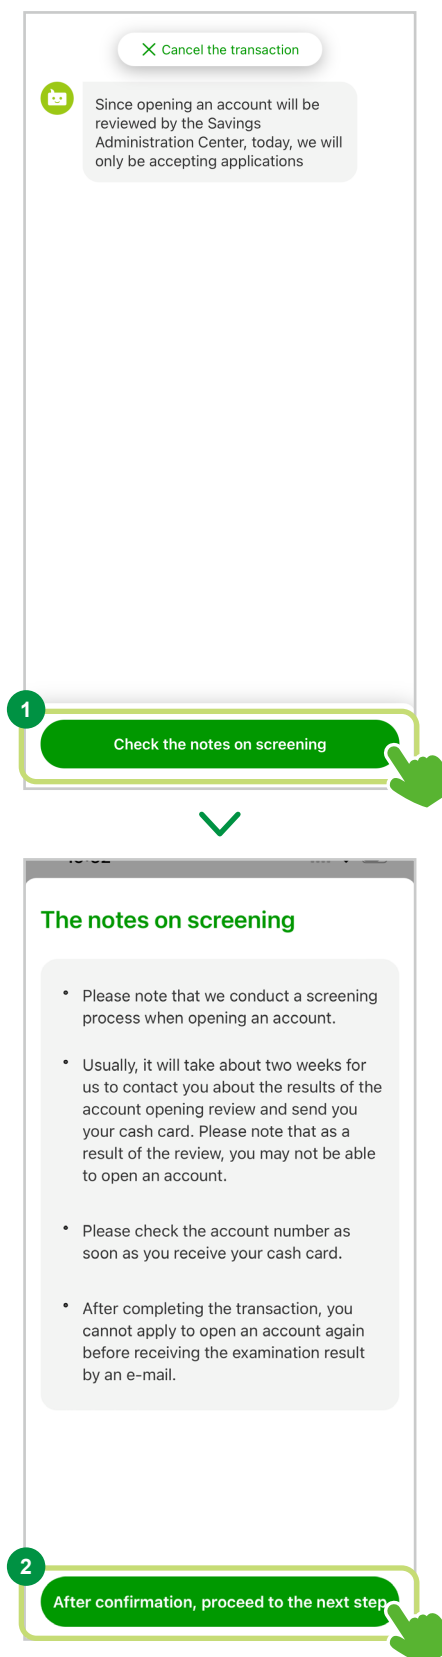 Cancel the transaction
Since opening an account will be
reviewed by the Savings
Administration Center, today, we will
only be accepting applications
1
Check the notes on screening
The notes on screening
• Please note that we conduct a screening
process when opening an account.
• Usually, it will take about two weeks for
us to contact you about the results of the
account opening review and send you
your cash card. Please note that as a
result of the review, you may not be able
to open an account.
• Please check the account number as
soon as you receive your cash card.
• After completing the transaction, you
cannot apply to open an account again
before receiving the examination result
by an e-mail.
2
After confirmation, proceed to the next step